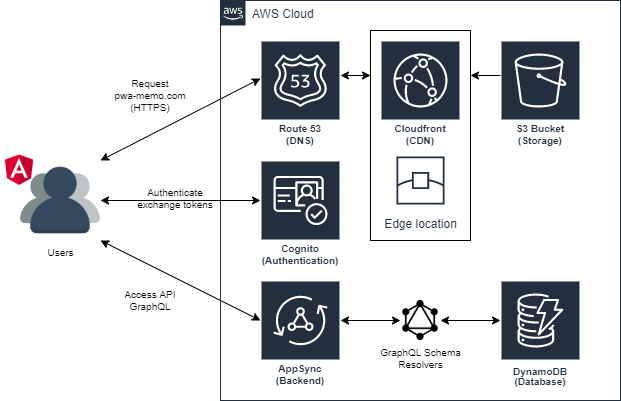 aws
AWS Cloud
Request
pwa-memo.com
(HTTPS)
53
Route 53
(DNS)
Cloudfront
(CDN)
S3 Bucket
(Storage)
A
Users
Authenticate
exchange tokens
Cognito
(Authentication)
Edge location
Access API
GraphQL
AppSync
(Backend)
GraphQL Schema
Resolvers
DynamoDB
(Database)